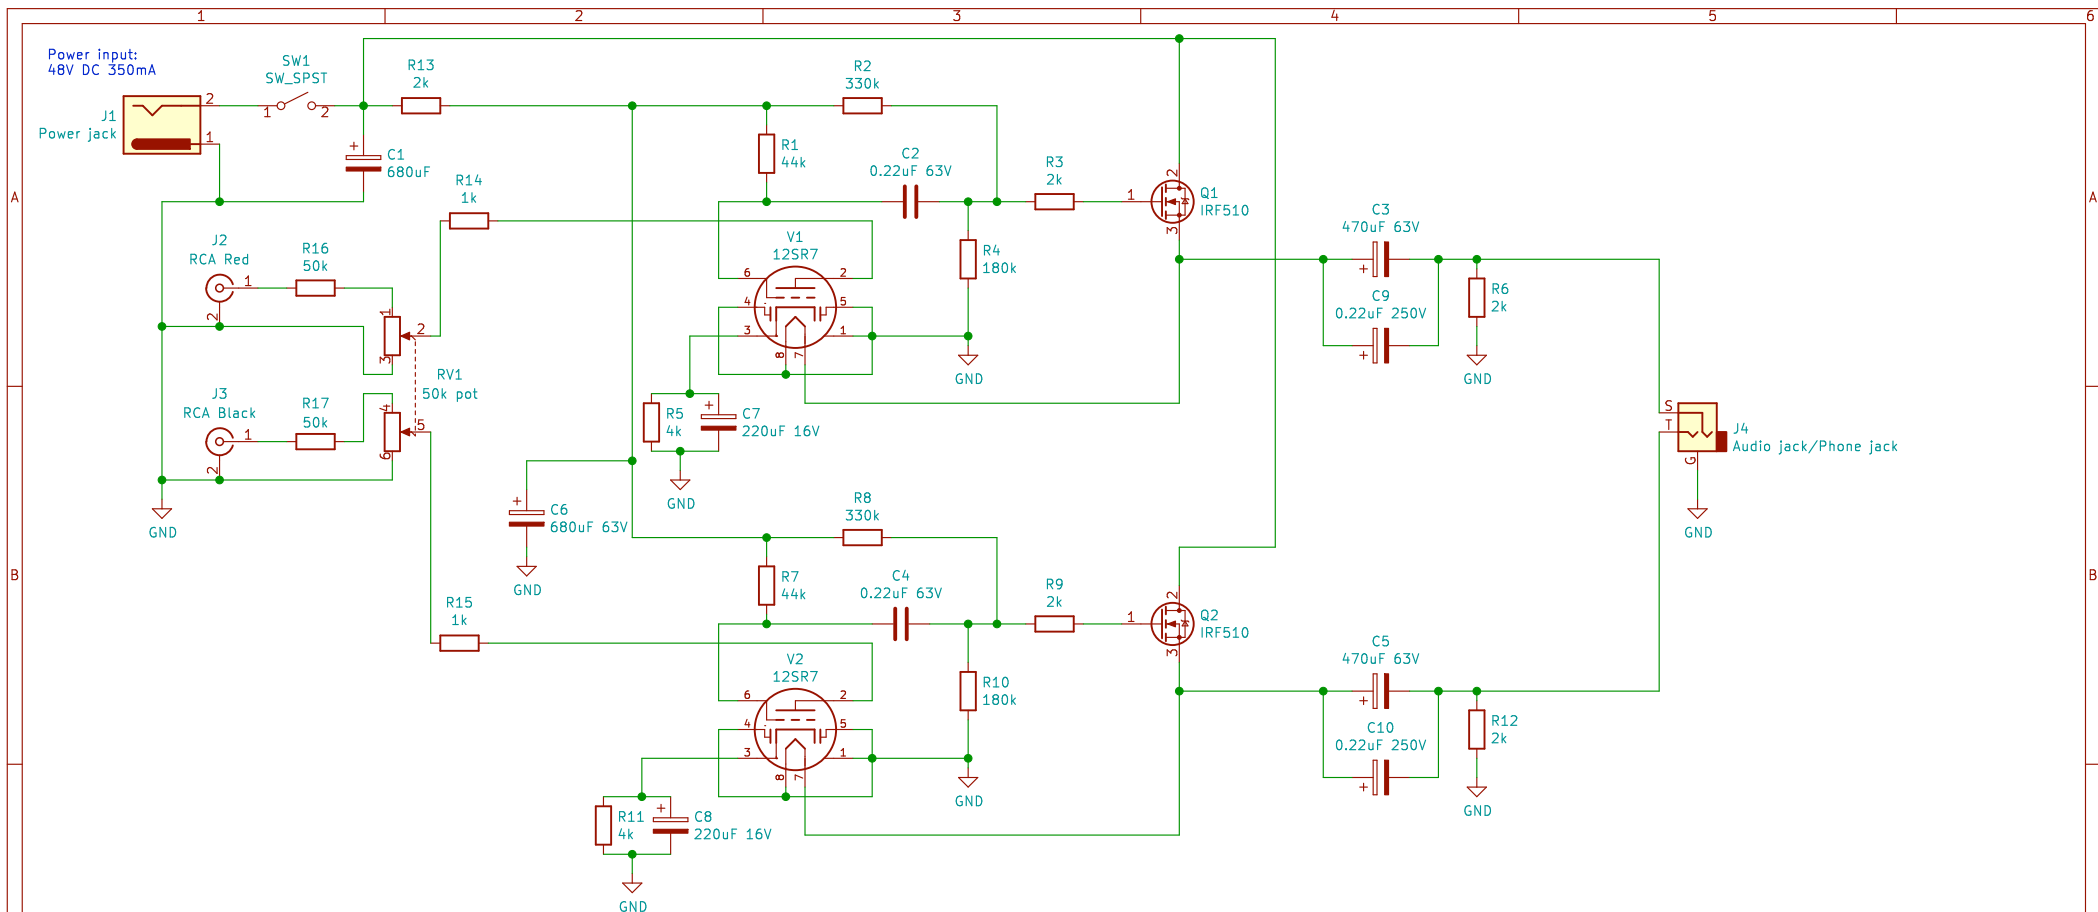 1 2 3 4 5 6
Power input:
48V DC 350mA
SW1
SW_SPST
1 2
R13
2k
R2
330k
J1
Power jack
2
1
C1
680uF
+
R1
44k
C2
0.22uF 63V
R3
2k
R14
1k
A
A
2
1
3
Q1
IRF510
C3
470uF 63V
+
J2
RCA Red
1
2
R16
50k
V1
12SR7
6
4
3
2
5
1
8
7
R4
180k
GND
C9
0.22uF 250V
+
R6
2k
GND
1
2
3
RV1
50k pot
J3
RCA Black
1
2
R17
50k
4
5
6
GND
R5
4k
+
C7
220uF 16V
GND
S
T
G
J4
Audio jack/Phone jack
GND
+
C6
680uF 63V
GND
R8
330k
B
B
R7
44k
C4
0.22uF 63V
R9
2k
2
1
3
Q2
IRF510
R15
1k
V2
12SR7
6
4
3
2
5
1
8
7
R10
180k
GND
C5
470uF 63V
+
C10
0.22uF 250V
+
R12
2k
GND
R11
4k
+
C8
220uF 16V
GND